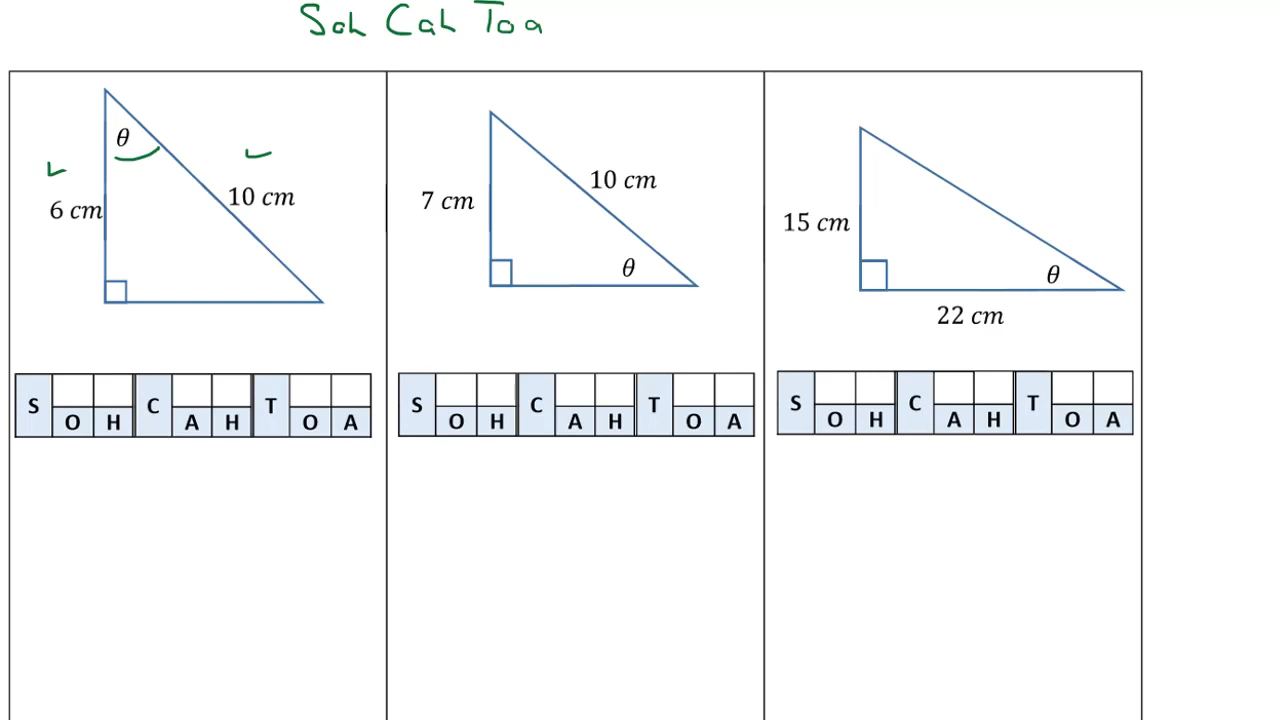 Soh Cah Toa
θ
6 cm
10 cm
S O H C A H T O A
7 cm
10 cm
θ
S O H C A H T O A
15 cm
θ
22 cm
S O H C A H T O A